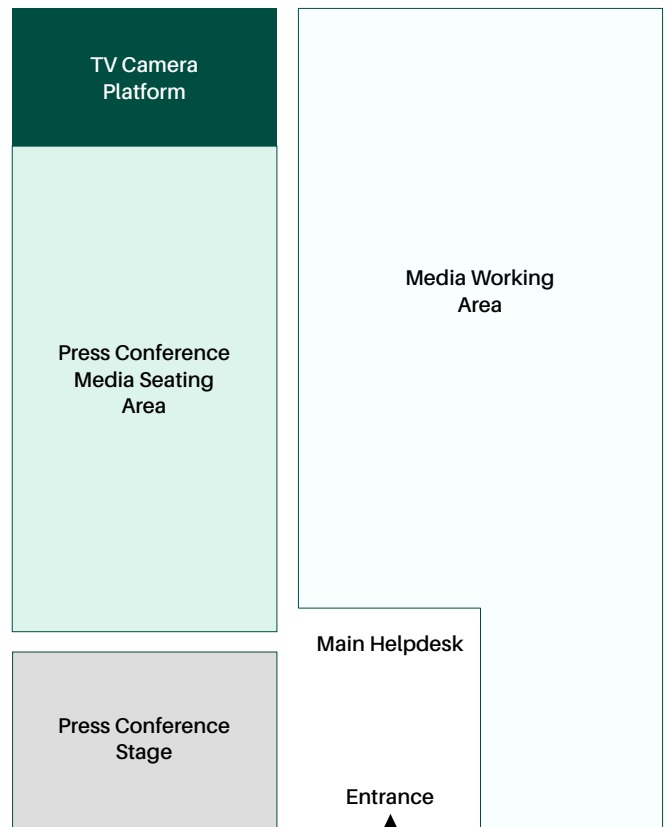 TV Camera
Platform
Media Working
Area
Press Conference
Media Seating
Area
Main Helpdesk
Press Conference
Stage
Entrance